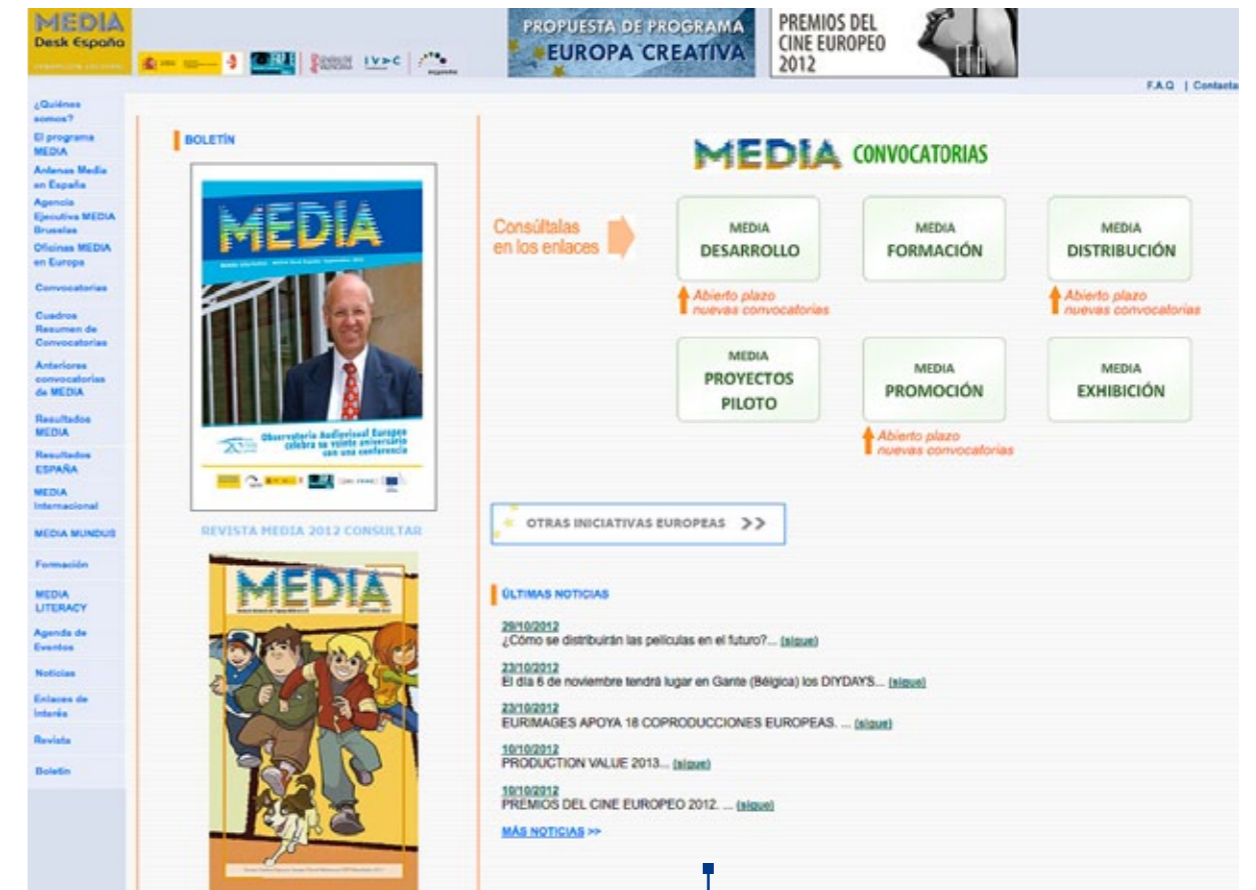 MEDIA
Desk España
PROPUESTA DE PROGRAMA
EUROPA CREATIVA
PREMIOS DEL
CINE EUROPEO
2012
EFA
F.A.Q | Contacta
¿Quiénes
somos?
El programa
MEDIA
Antenas Media
en España
Agencia
Ejecutiva MEDIA
Bruselas
Oficinas MEDIA
en Europa
Convocatorias
Cuadros
Resumen de
Convocatorias
Anteriores
convocatorias
de MEDIA
Resultados
MEDIA
Resultados
ESPAÑA
MEDIA
Internacional
MEDIA MUNDUS
Formación
MEDIA
LITERACY
Agenda de
Eventos
Noticias
Enlaces de
Interés
Revista
Boletín
BOLETÍN
MEDIA
Observatorio Audiovisual Europeo
celebra su veinte aniversario
con una conferencia
REVISTA MEDIA 2012 CONSULTAR
MEDIA
MEDIA CONVOCATORIAS
Consúltalas
en los enlaces
MEDIA
DESARROLLO
Abierto plazo
nuevas convocatorias
MEDIA
FORMACIÓN
MEDIA
DISTRIBUCIÓN
Abierto plazo
nuevas convocatorias
MEDIA
PROYECTOS
PILOTO
MEDIA
PROMOCIÓN
Abierto plazo
nuevas convocatorias
MEDIA
EXHIBICIÓN
OTRAS INICIATIVAS EUROPEAS >>
ÚLTIMAS NOTICIAS
29/10/2012
¿Cómo se distribuirán las películas en el futuro?... (sigue)
23/10/2012
El día 6 de noviembre tendrá lugar en Gante (Bélgica) los DIYDAYS... (sigue)
23/10/2012
EURIMAGES APOYA 18 COPRODUCCIONES EUROPEAS. ... (sigue)
10/10/2012
PRODUCTION VALUE 2013... (sigue)
10/10/2012
PREMIOS DEL CINE EUROPEO 2012. ... (sigue)
MÁS NOTICIAS >>